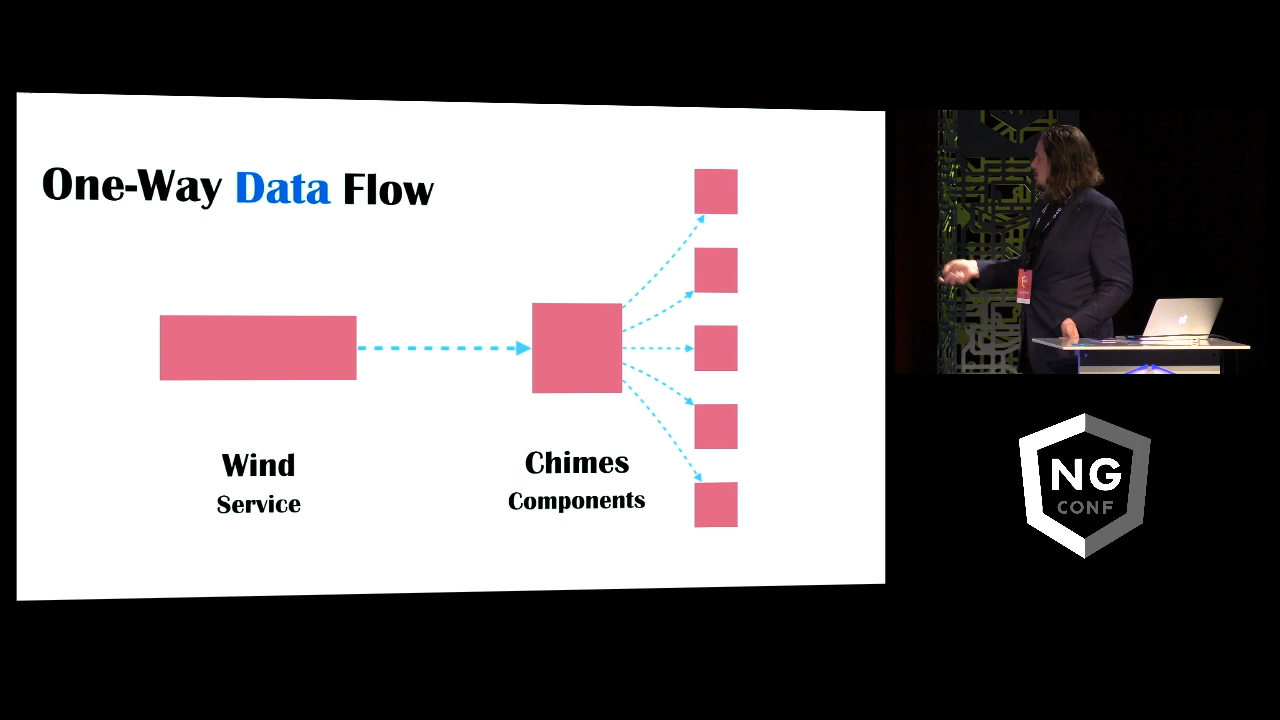 One-Way Data Flow
Wind
Service
Chimes
Components
NG
CONF